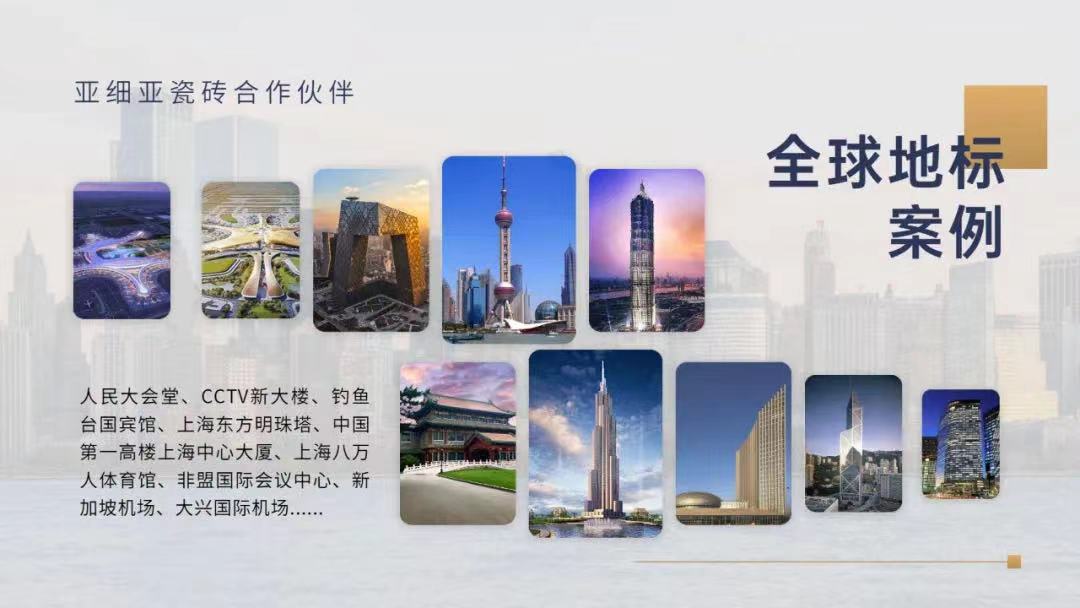 亚细亚瓷砖合作伙伴
全球地标
案例
人民大会堂、CCTV新大楼、钓鱼
台国宾馆、上海东方明珠塔、中国
第一高楼上海中心大厦、上海八万
人体育馆、非盟国际会议中心、新
加坡机场、大兴国际机场......